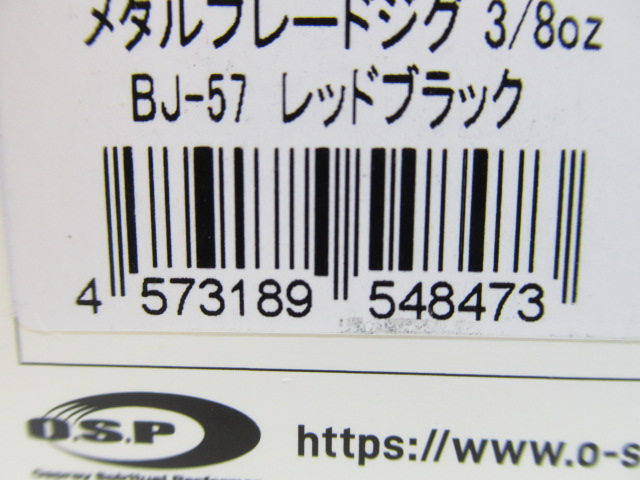 メタルブレードジグ 3/8oz
BJ-57 レッドブラック
4 573189 548473
O.S.P
https://www.o-s